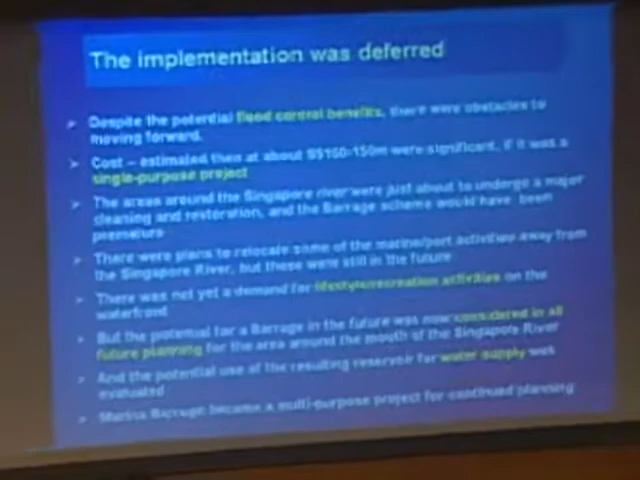 The implementation was deferred
Despite the potential flood control benefits, there were obstacles to
moving forward.
Cost – estimated then at about S$100-150m were significant, if it was a
single-purpose project
The areas around the Singapore river were just about to undergo a major
cleaning and restoration, and the Barrage scheme would have been
premature
There were plans to relocate some of the marine/port activities away from
the Singapore River, but these were still in the future
There was not yet a demand for lifestyle/recreation activities on the
waterfront
But the potential for a Barrage in the future was now considered in all
future planning for the area around the mouth of the Singapore River
And the potential use of the resulting reservoir for water supply was
evaluated
Marina Barrage became a multi-purpose project for continued planning